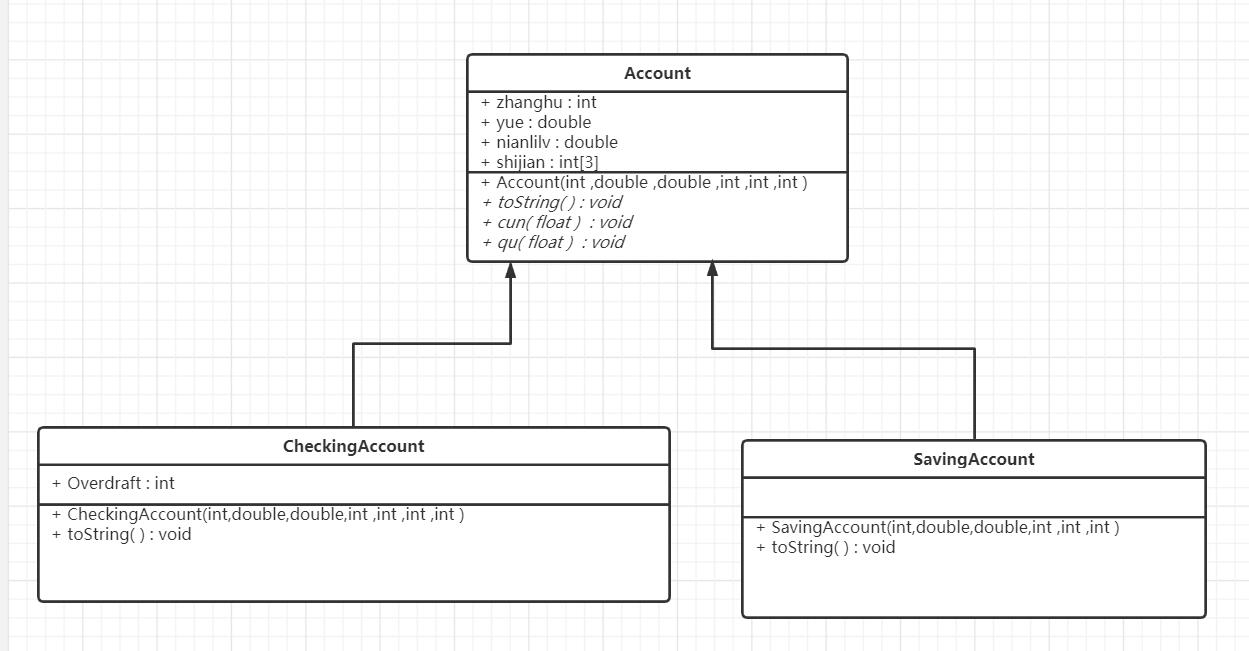 Account
+ zhanghu : int
+ yue : double
+ nianlilv : double
+ shijian : int[3]
+ Account(int ,double ,double ,int ,int ,int )
+ toString( ) : void
+ cun( float )  : void
+ qu( float )  : void
CheckingAccount
+ Overdraft : int
+ CheckingAccount(int,double,double,int ,int ,int ,int )
+ toString( ) : void
SavingAccount
+ SavingAccount(int,double,double,int ,int ,int )
+ toString( ) : void